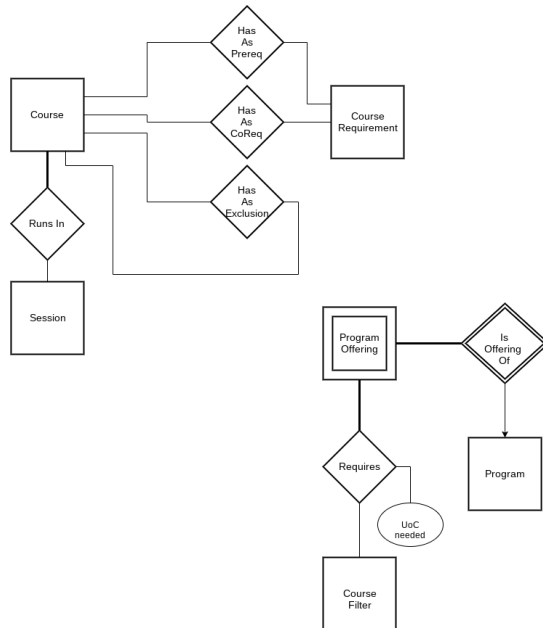 Has
As
Prereq
Course
Has
As
CoReq
Course
Requirement
Has
As
Exclusion
Runs In
Session
Program
Offering
Is
Offering
Of
Requires
Program
UoC
needed
Course
Filter